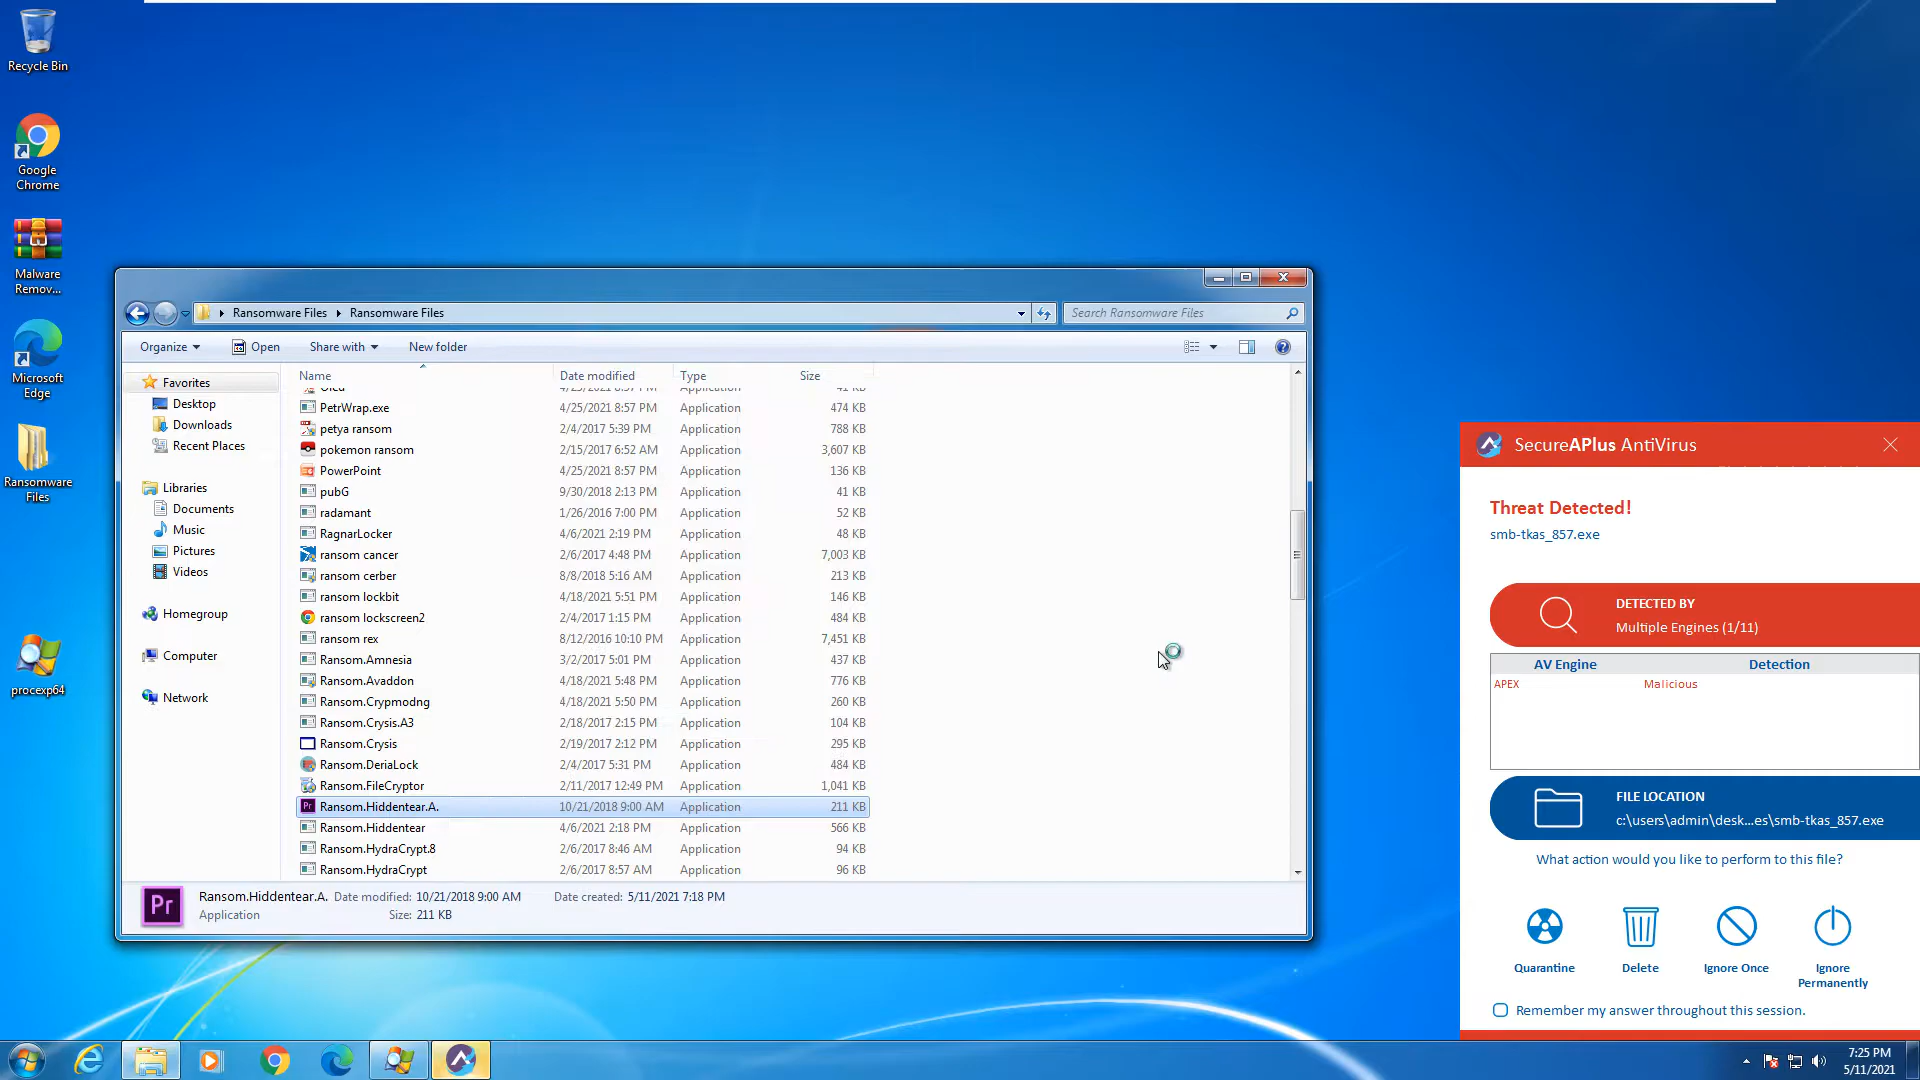 Recycle Bin
Google
Chrome
Malware
Remov...
Microsoft
Edge
Ransomware
Files
procexp64
Ransomware Files
Ransomware Files
Search Ransomware Files
Organize
Open
Share with
New folder
Favorites
Desktop
Downloads
Recent Places
Libraries
Documents
Music
Pictures
Videos
Homegroup
Computer
Network
Name Date modified Type Size
4/25/2021 8:57 PM Application 41 KB
PetrWrap.exe 4/25/2021 8:57 PM Application 474 KB
petya ransom 2/4/2017 5:39 PM Application 788 KB
pokemon ransom 2/15/2017 6:52 AM Application 3,607 KB
PowerPoint 4/25/2021 8:57 PM Application 136 KB
pubG 9/30/2018 2:13 PM Application 41 KB
radamant 1/26/2016 7:00 PM Application 52 KB
RagnarLocker 4/6/2021 2:19 PM Application 48 KB
ransom cancer 2/6/2017 4:48 PM Application 7,003 KB
ransom cerber 8/8/2018 5:16 AM Application 213 KB
ransom lockbit 4/18/2021 5:51 PM Application 146 KB
ransom lockscreen2 2/4/2017 1:15 PM Application 484 KB
ransom rex 8/12/2016 10:10 PM Application 7,451 KB
Ransom.Amnesia 3/2/2017 5:01 PM Application 437 KB
Ransom.Avaddon 4/18/2021 5:48 PM Application 776 KB
Ransom.Crypmodng 4/18/2021 5:50 PM Application 260 KB
Ransom.Crysis.A3 2/18/2017 2:15 PM Application 104 KB
Ransom.Crysis 2/19/2017 2:12 PM Application 295 KB
Ransom.DeriaLock 2/4/2017 5:31 PM Application 484 KB
Ransom.FileCryptor 2/11/2017 12:49 PM Application 1,041 KB
Ransom.Hiddentear.A. 10/21/2018 9:00 AM Application 211 KB
Ransom.Hiddentear 4/6/2021 2:18 PM Application 566 KB
Ransom.HydraCrypt.8 2/6/2017 8:46 AM Application 94 KB
Ransom.HydraCrypt 2/6/2017 8:57 AM Application 96 KB
Pr
Ransom.Hiddentear.A. Date modified: 10/21/2018 9:00 AM Date created: 5/11/2021 7:18 PM
Application Size: 211 KB
SecureAPlus AntiVirus
Threat Detected!
smb-tkas_857.exe
DETECTED BY
Multiple Engines (1/11)
AV Engine Detection
APEX Malicious
FILE LOCATION
c:\users\admin\desk...es\smb-tkas_857.exe
What action would you like to perform to this file?
Quarantine
Delete
Ignore Once
Ignore
Permanently
Remember my answer throughout this session.
7:25 PM
5/11/2021